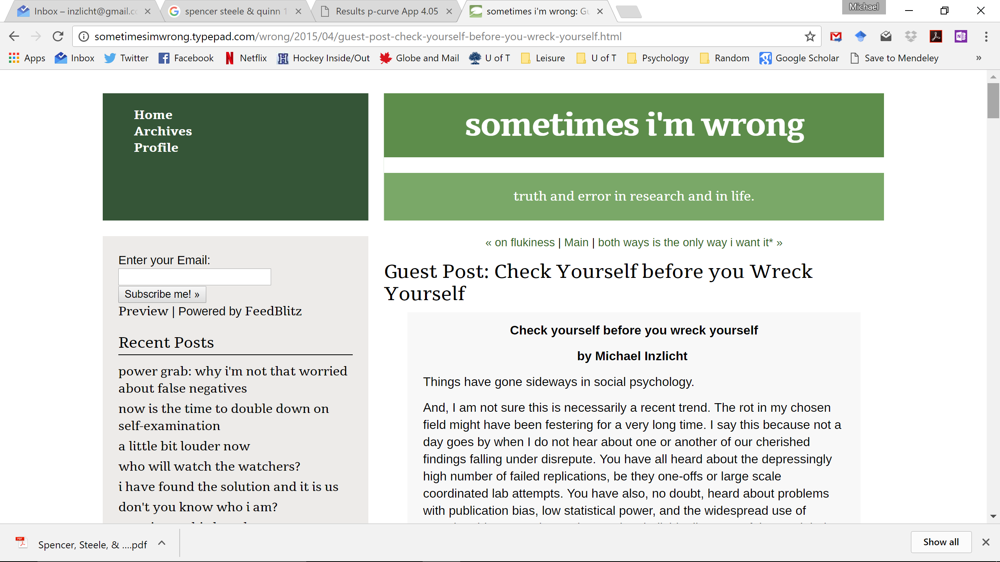 Inbox – inzlicht@gmail.c
spencer steele & quinn 1
Results p-curve App 4.05
sometimes i'm wrong: Gu
Michael
sometimesimwrong.typepad.com/wrong/2015/04/guest-post-check-yourself-before-you-wreck-yourself.html
Apps Inbox Twitter Facebook Netflix Hockey Inside/Out Globe and Mail U of T Leisure U of T Psychology Random Google Scholar Save to Mendeley »
Home
Archives
Profile
sometimes i'm wrong
truth and error in research and in life.
Enter your Email:
Subscribe me! »
Preview | Powered by FeedBlitz
Recent Posts
power grab: why i'm not that worried
about false negatives
now is the time to double down on
self-examination
a little bit louder now
who will watch the watchers?
i have found the solution and it is us
don't you know who i am?
« on flukiness | Main | both ways is the only way i want it* »
Guest Post: Check Yourself before you Wreck
Yourself
Check yourself before you wreck yourself
by Michael Inzlicht
Things have gone sideways in social psychology.
And, I am not sure this is necessarily a recent trend. The rot in my chosen
field might have been festering for a very long time. I say this because not a
day goes by when I do not hear about one or another of our cherished
findings falling under disrepute. You have all heard about the depressingly
high number of failed replications, be they one-offs or large scale
coordinated lab attempts. You have also, no doubt, heard about problems
with publication bias, low statistical power, and the widespread use of
Spencer, Steele, & ....pdf
Show all